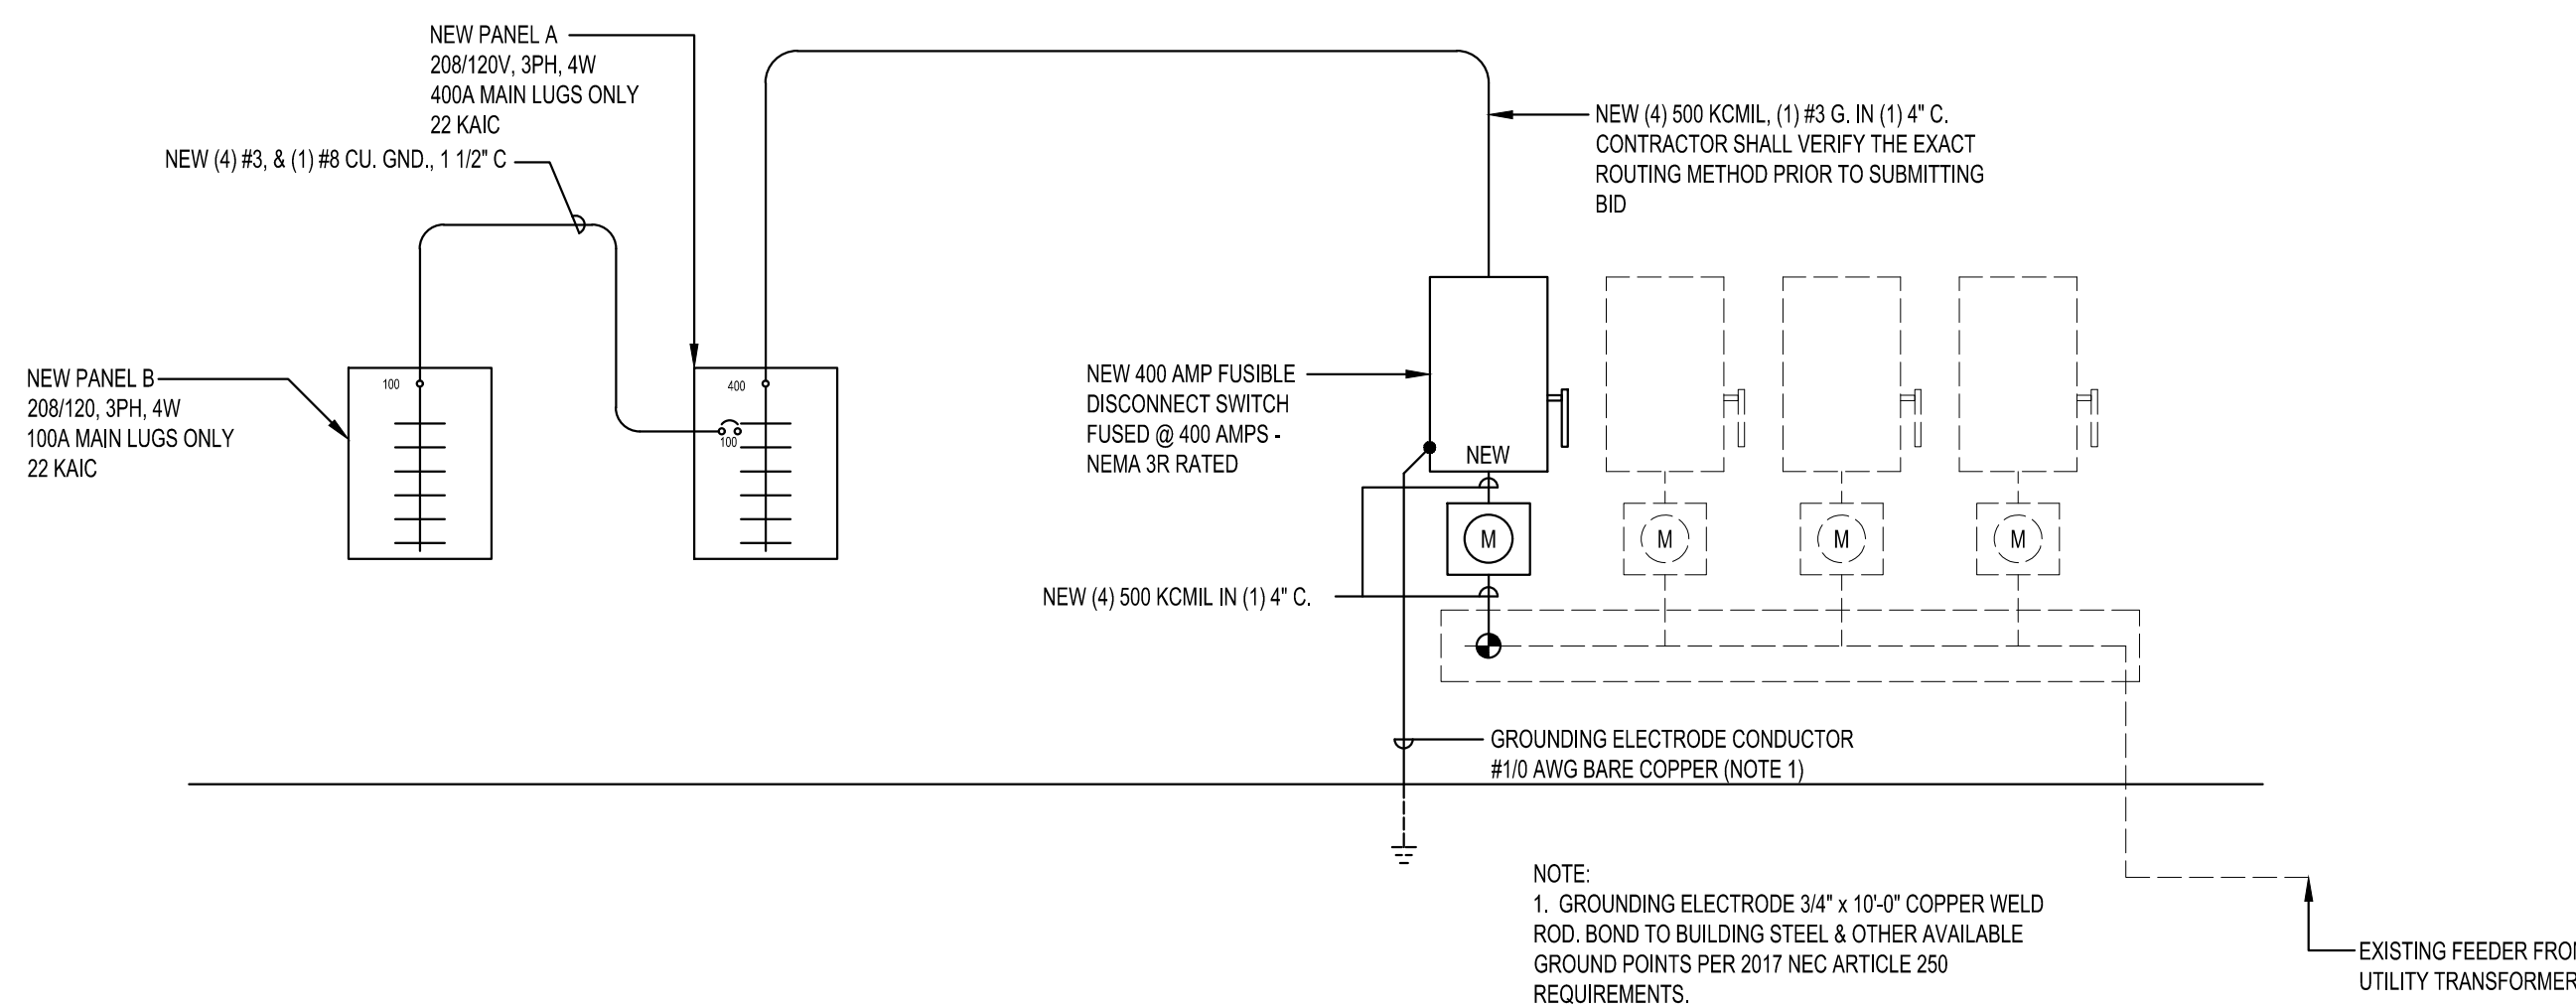 NEW PANEL A
208/120V, 3PH, 4W
400A MAIN LUGS ONLY
22 KAIC
NEW (4) #3, & (1) #8 CU. GND., 1 1/2" C
NEW (4) 500 KCMIL, (1) #3 G. IN (1) 4" C.
CONTRACTOR SHALL VERIFY THE EXACT
ROUTING METHOD PRIOR TO SUBMITTING
BID
NEW PANEL B
208/120, 3PH, 4W
100A MAIN LUGS ONLY
22 KAIC
100
400
100
NEW 400 AMP FUSIBLE
DISCONNECT SWITCH
FUSED @ 400 AMPS -
NEMA 3R RATED
NEW
M
M
M
M
NEW (4) 500 KCMIL IN (1) 4" C.
GROUNDING ELECTRODE CONDUCTOR
#1/0 AWG BARE COPPER (NOTE 1)
NOTE:
1. GROUNDING ELECTRODE 3/4" x 10'-0" COPPER WELD
ROD. BOND TO BUILDING STEEL & OTHER AVAILABLE
GROUND POINTS PER 2017 NEC ARTICLE 250
REQUIREMENTS.
EXISTING FEEDER
UTILITY TRANSFORMER